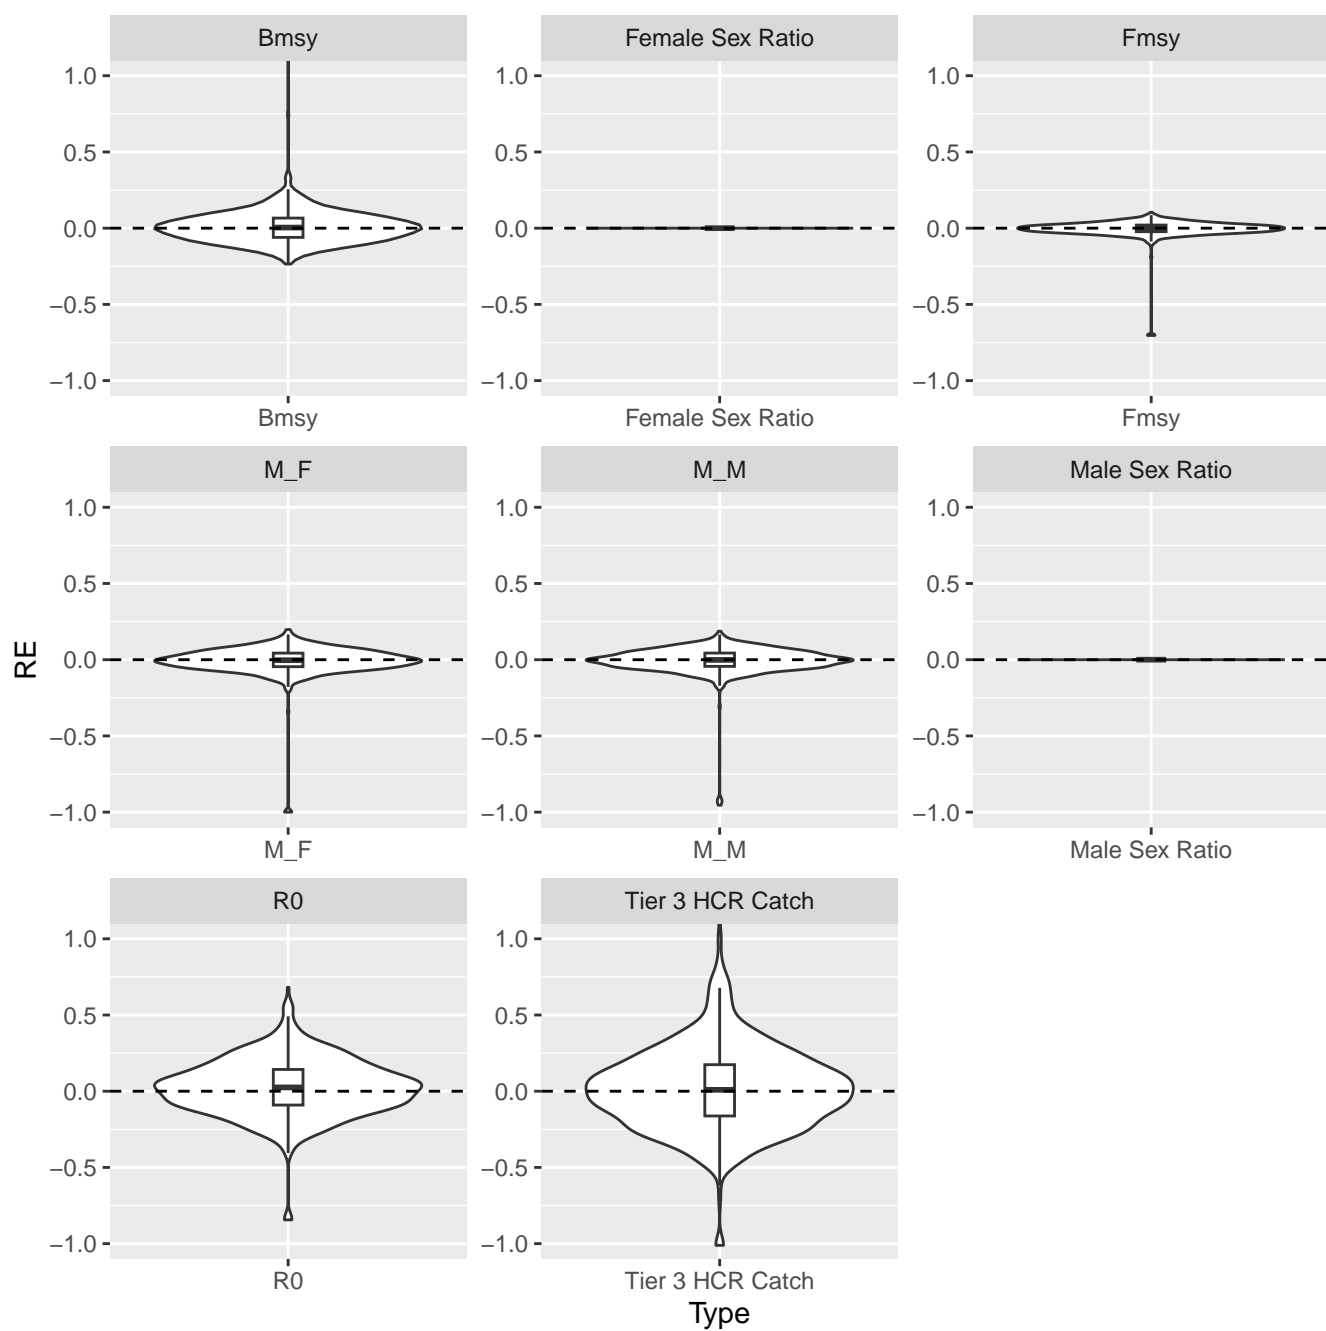 Bmsy Female Sex Ratio Fmsy
1.0 1.0 1.0
0.5 0.5 0.5
0.0 0.0 0.0
−0.5 −0.5 −0.5
−1.0 −1.0 −1.0
Bmsy Female Sex Ratio Fmsy
M_F M_M Male Sex Ratio
1.0 1.0 1.0
0.5 0.5 0.5
RE
0.0 0.0 0.0
−0.5 −0.5 −0.5
−1.0 −1.0 −1.0
M_F M_M Male Sex Ratio
R0 Tier 3 HCR Catch
1.0 1.0
0.5 0.5
0.0 0.0
−0.5 −0.5
−1.0 −1.0
R0 Tier 3 HCR Catch
Type